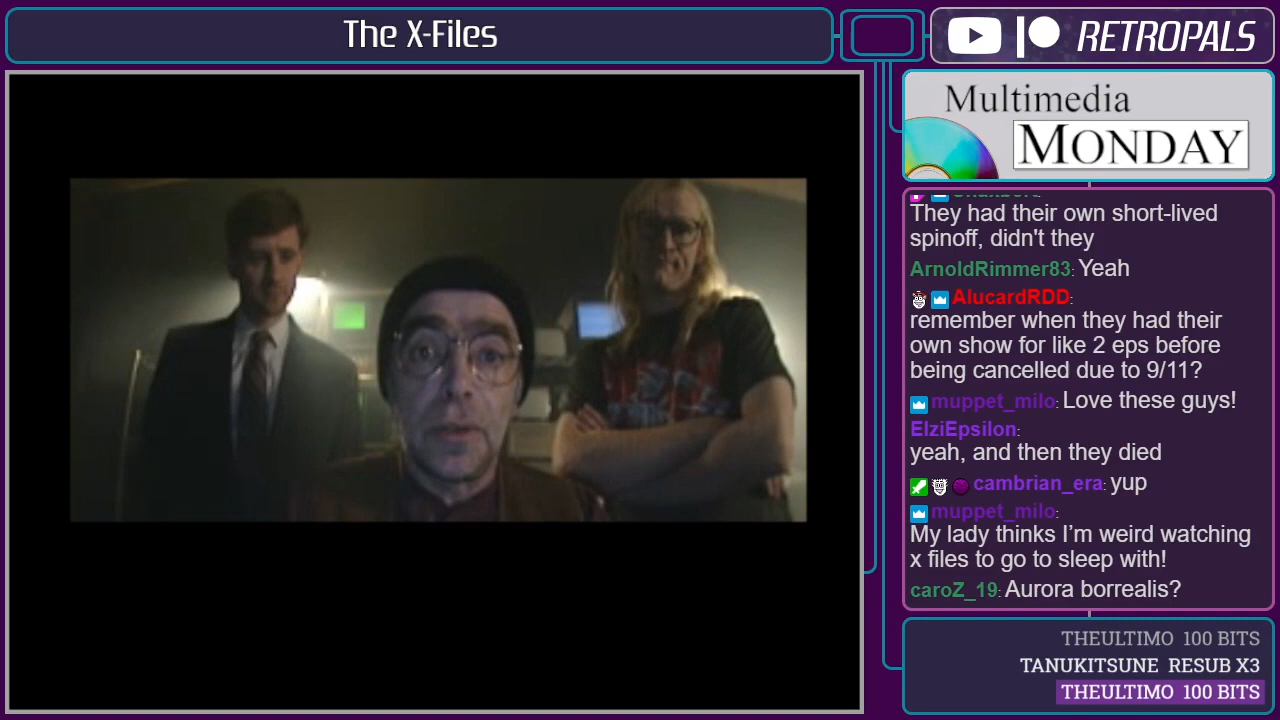 The X-Files
RETROPALS
Multimedia
MONDAY
They had their own short-lived
spinoff, didn't they
ArnoldRimmer83: Yeah
AlucardRDD:
remember when they had their
own show for like 2 eps before
being cancelled due to 9/11?
muppet_milo: Love these guys!
ElziEpsilon:
yeah, and then they died
cambrian_era: yup
muppet_milo:
My lady thinks I’m weird watching
x files to go to sleep with!
caroZ_19: Aurora borrealis?
THEULTIMO 100 BITS
TANUKITSUNE RESUB X3
THEULTIMO 100 BITS